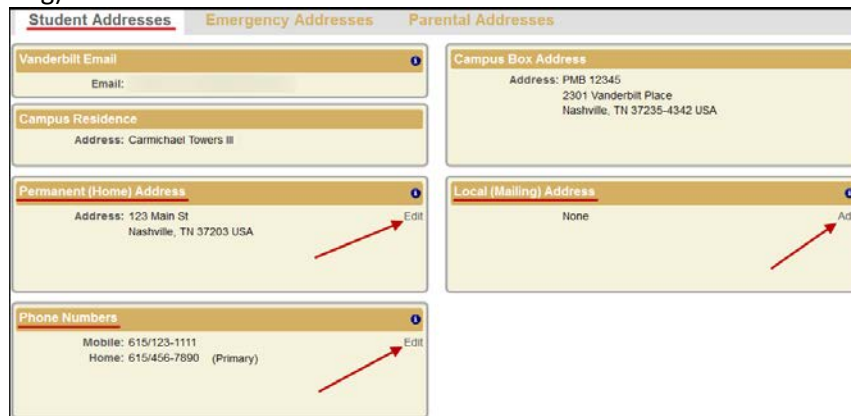 Student Addresses Emergency Addresses Parental Addresses
Vanderbilt Email
Email:
Campus Residence
Address: Carmichael Towers III
Campus Box Address
Address: PMB 12345
2301 Vanderbilt Place
Nashville, TN 37235-4342 USA
Permanent (Home) Address
Address: 123 Main St
Nashville, TN 37203 USA
Edit
Local (Mailing) Address
None
Ad
Phone Numbers
Mobile: 615/123-1111
Home: 615/456-7890 (Primary)
Edit